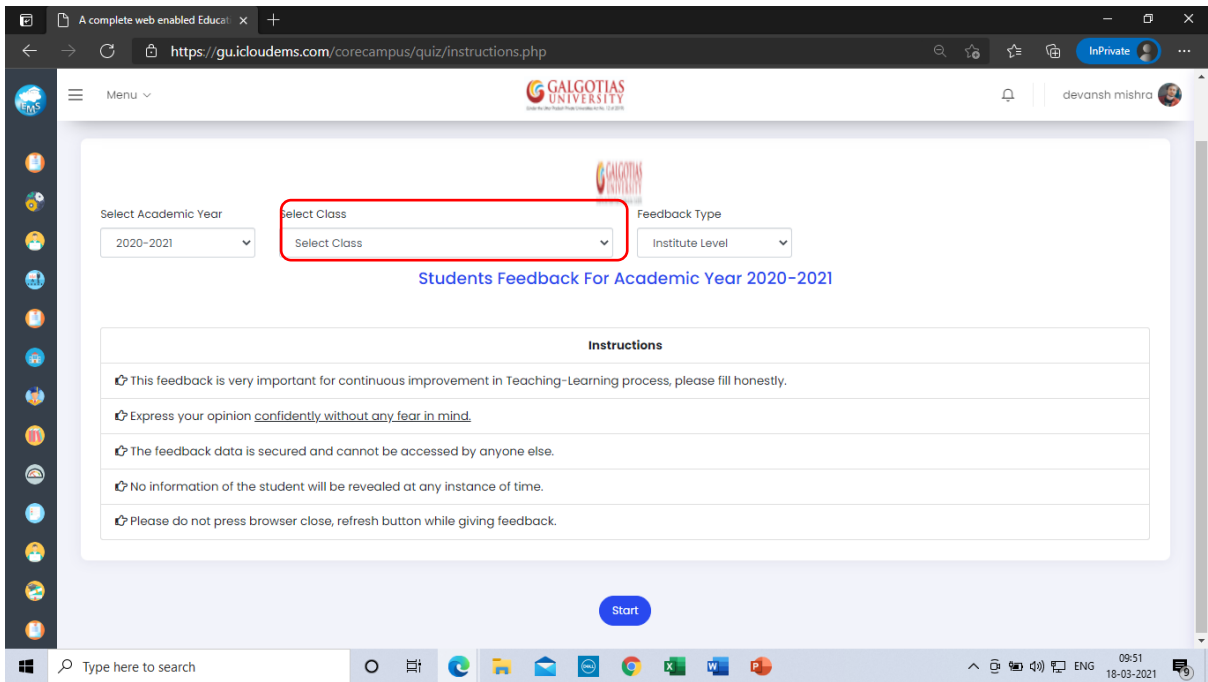 A complete web enabled Educati
https://gu.icloudems.com/corecampus/quiz/instructions.php
InPrivate
EMS
Menu
GALGOTIAS
UNIVERSITY
devansh mishra
GALGOTIAS
UNIVERSITY
Select Academic Year
Select Class
Feedback Type
2020-2021
Select Class
Institute Level
Students Feedback For Academic Year 2020-2021
Instructions
This feedback is very important for continuous improvement in Teaching-Learning process, please fill honestly.
Express your opinion confidently without any fear in mind.
The feedback data is secured and cannot be accessed by anyone else.
No information of the student will be revealed at any instance of time.
Please do not press browser close, refresh button while giving feedback.
Start
Type here to search
ENG
09:51
18-03-2021
9